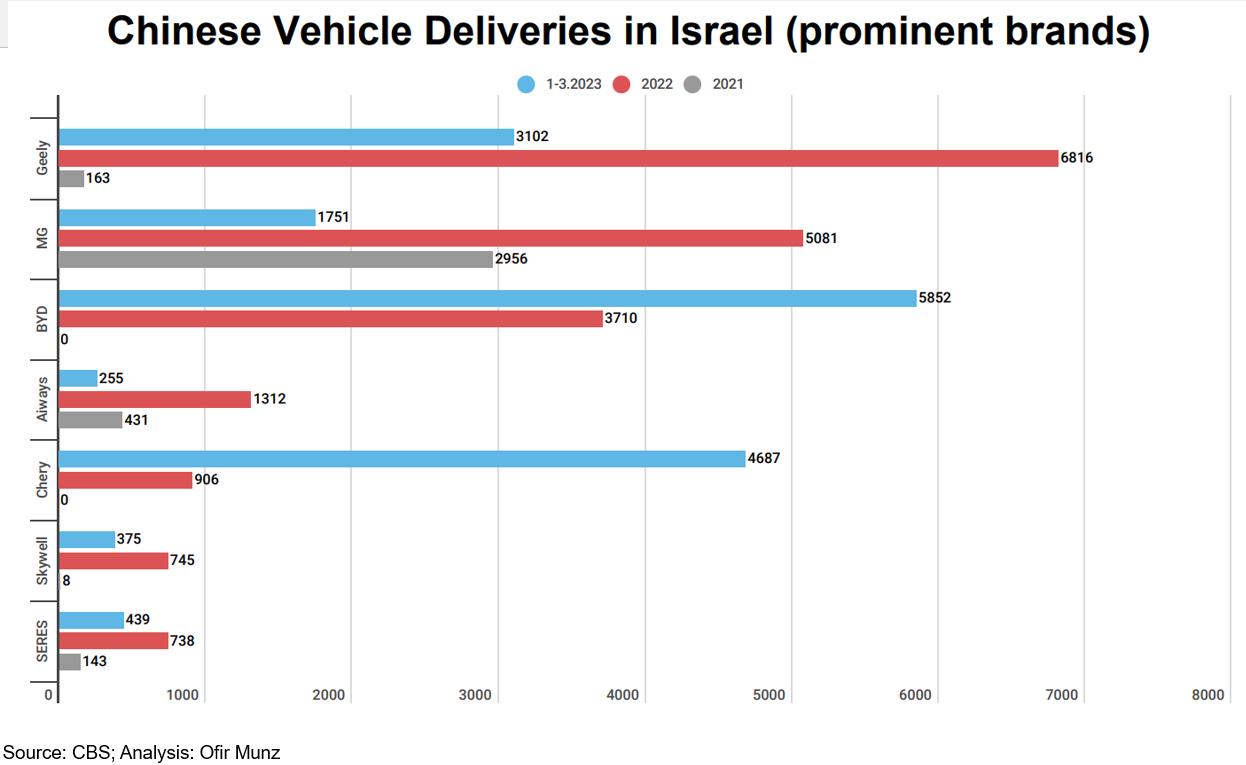 Chinese Vehicle Deliveries in Israel (prominent brands)
1-3.2023 2022 2021
Geely
3102
6816
163
MG
1751
5081
2956
BYD
5852
3710
0
Aiways
255
1312
431
Chery
4687
906
0
Skywell
375
745
8
SERES
439
738
143
0 1000 2000 3000 4000 5000 6000 7000 8000
Source: CBS; Analysis: Ofir Munz